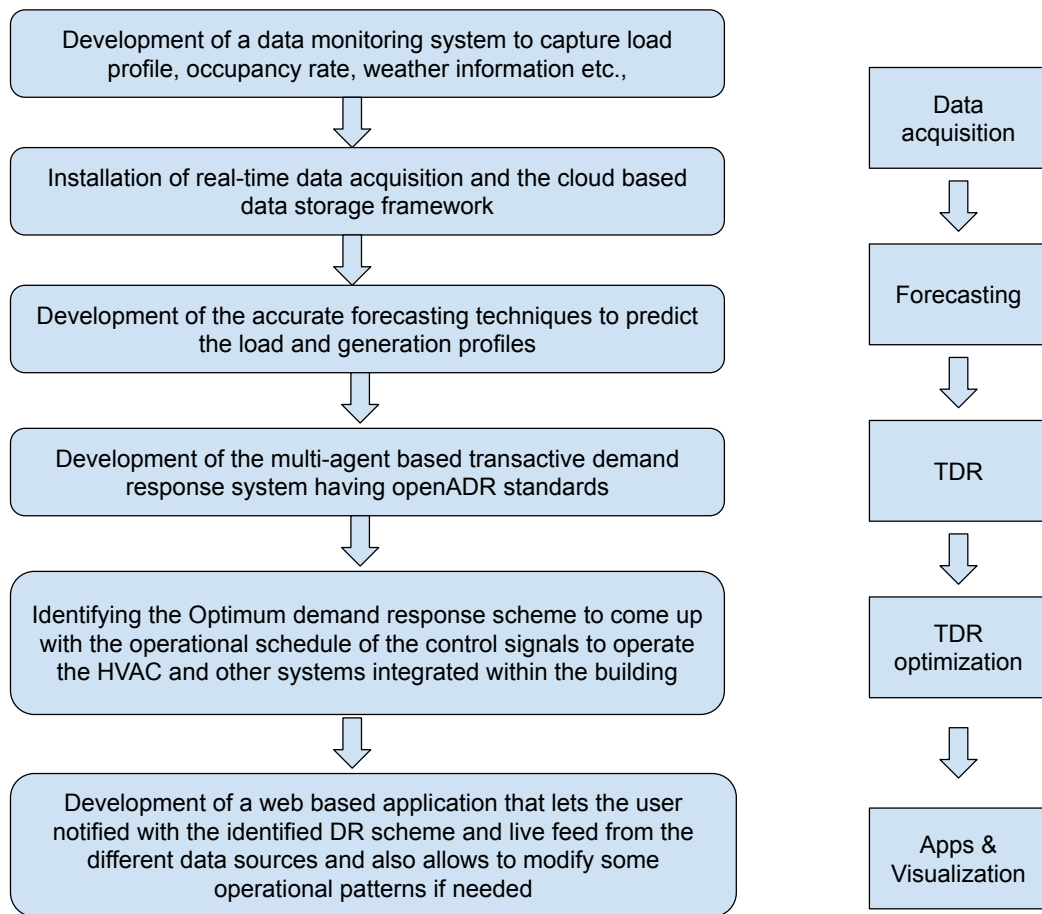 Development of a data monitoring system to capture load
profile, occupancy rate, weather information etc.,
Installation of real-time data acquisition and the cloud based
data storage framework
Development of the accurate forecasting techniques to predict
the load and generation profiles
Development of the multi-agent based transactive demand
response system having openADR standards
Identifying the Optimum demand response scheme to come up
with the operational schedule of the control signals to operate
the HVAC and other systems integrated within the building
Development of a web based application that lets the user
notified with the identified DR scheme and live feed from the
different data sources and also allows to modify some
operational patterns if needed
Data
acquisition
Forecasting
TDR
TDR
optimization
Apps &
Visualization